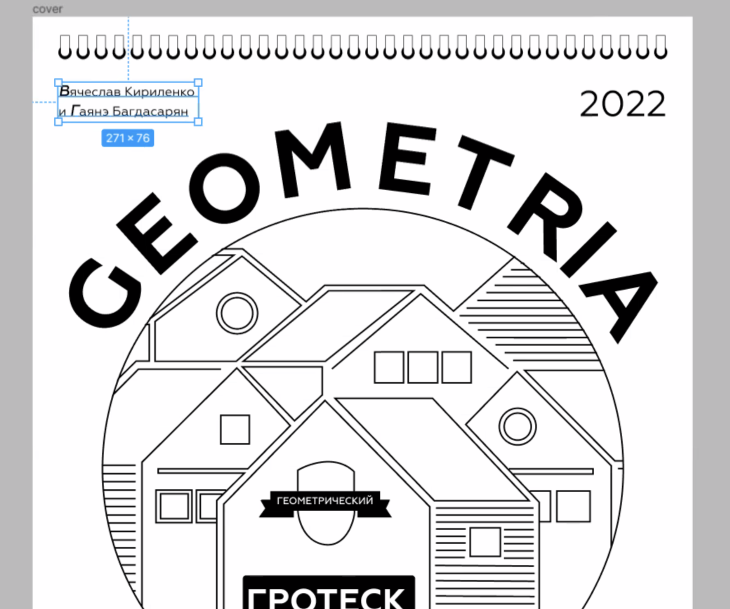 cover
Вячеслав Кириленко
и Гаянэ Багдасарян
271 × 76
2022
GEOMETRIA
ГЕОМЕТРИЧЕСКИЙ
ГРОТЕСК